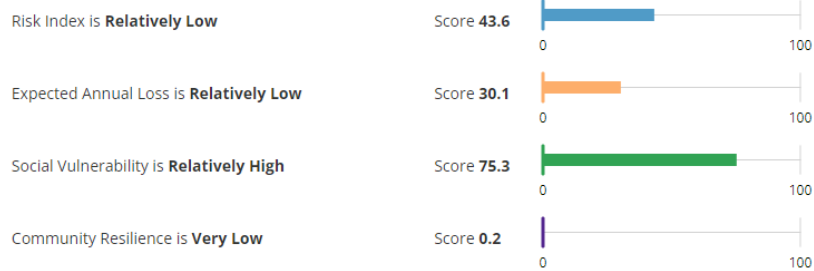 Risk Index is Relatively Low Score 43.6
0 100
Expected Annual Loss is Relatively Low Score 30.1
0 100
Social Vulnerability is Relatively High Score 75.3
0 100
Community Resilience is Very Low Score 0.2
0 100